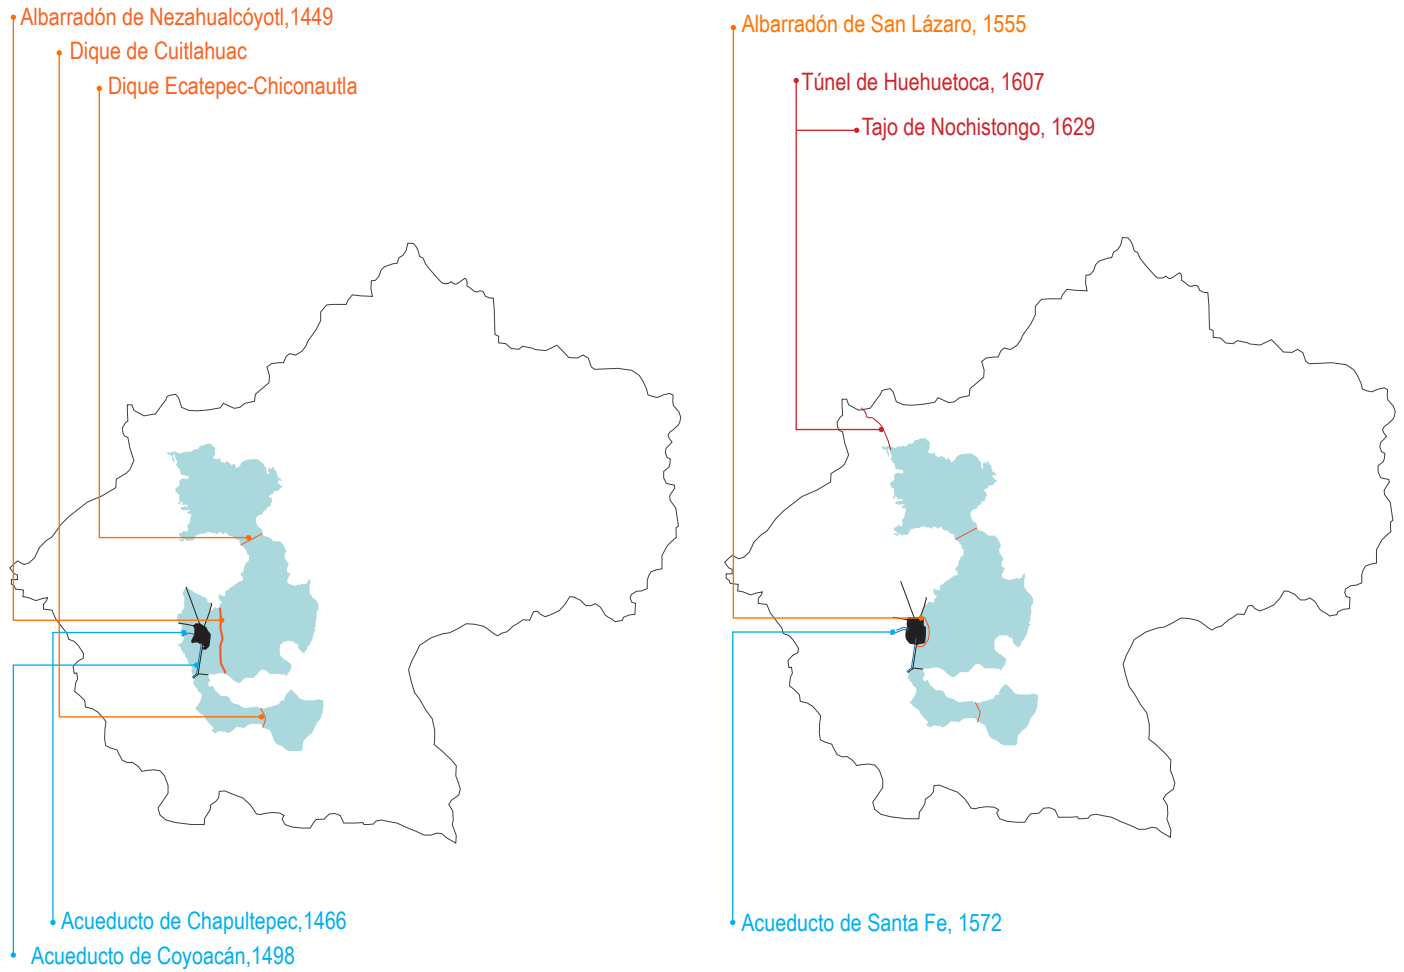 Albarradón de Nezahualcóyotl,1449
Dique de Cuitlahuac
Dique Ecatepec-Chiconautla
Acueducto de Chapultepec,1466
Acueducto de Coyoacán,1498
Albarradón de San Lázaro, 1555
Túnel de Huehuetoca, 1607
Tajo de Nochistongo, 1629
Acueducto de Santa Fe, 1572